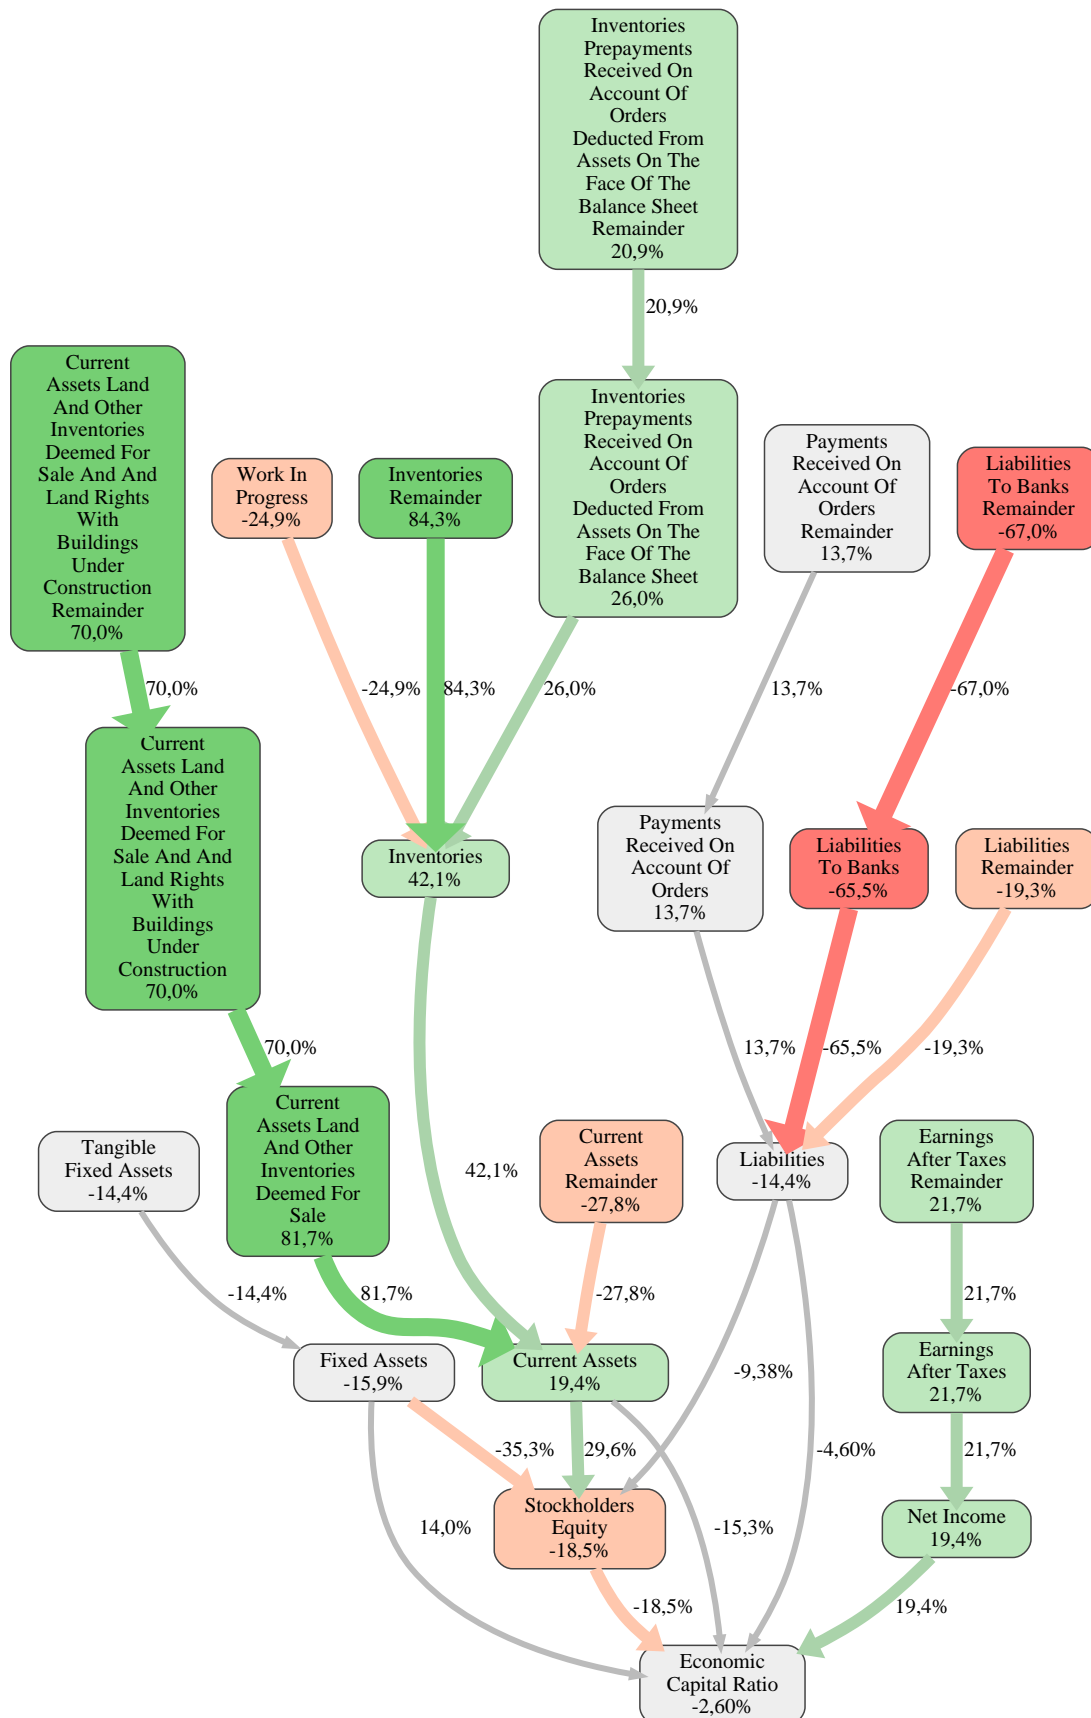 Inventories
Prepayments
Received On
Account Of
Orders
Deducted From
Assets On The
Face Of The
Balance Sheet
Remainder
20,9%
20,9%
Current
Assets Land
And Other
Inventories
Deemed For
Sale And And
Land Rights
With
Buildings
Under
Construction
Remainder
70,0%
Work In
Progress
-24,9%
Inventories
Remainder
84,3%
Inventories
Prepayments
Received On
Account Of
Orders
Deducted From
Assets On The
Face Of The
Balance Sheet
26,0%
Payments
Received On
Account Of
Orders
Remainder
13,7%
Liabilities
To Banks
Remainder
-67,0%
70,0%
-24,9%
84,3%
26,0%
13,7%
-67,0%
Current
Assets Land
And Other
Inventories
Deemed For
Sale And And
Land Rights
With
Buildings
Under
Construction
70,0%
Inventories
42,1%
Payments
Received On
Account Of
Orders
13,7%
Liabilities
To Banks
-65,5%
Liabilities
Remainder
-19,3%
70,0%
13,7%
-65,5%
-19,3%
Tangible
Fixed Assets
-14,4%
Current
Assets Land
And Other
Inventories
Deemed For
Sale
81,7%
42,1%
Current
Assets
Remainder
-27,8%
Liabilities
-14,4%
Earnings
After Taxes
Remainder
21,7%
-14,4%
81,7%
-27,8%
21,7%
Fixed Assets
-15,9%
Current Assets
19,4%
-9,38%
Earnings
After Taxes
21,7%
-35,3%
29,6%
-4,60%
21,7%
14,0%
Stockholders
Equity
-18,5%
-15,3%
Net Income
19,4%
-18,5%
19,4%
Economic
Capital Ratio
-2,60%